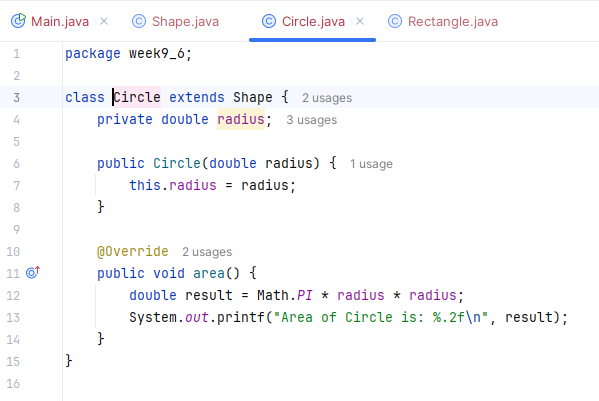 Main.java Shape.java Circle.java Rectangle.java
1 package week9_6;
2
3 class Circle extends Shape { 2 usages
4 private double radius; 3 usages
5
6 public Circle(double radius) { 1 usage
7 this.radius = radius;
8 }
9
10 @Override 2 usages
11 public void area() {
12 double result = Math.PI * radius * radius;
13 System.out.printf("Area of Circle is: %.2f\n", result);
14 }
15 }
16